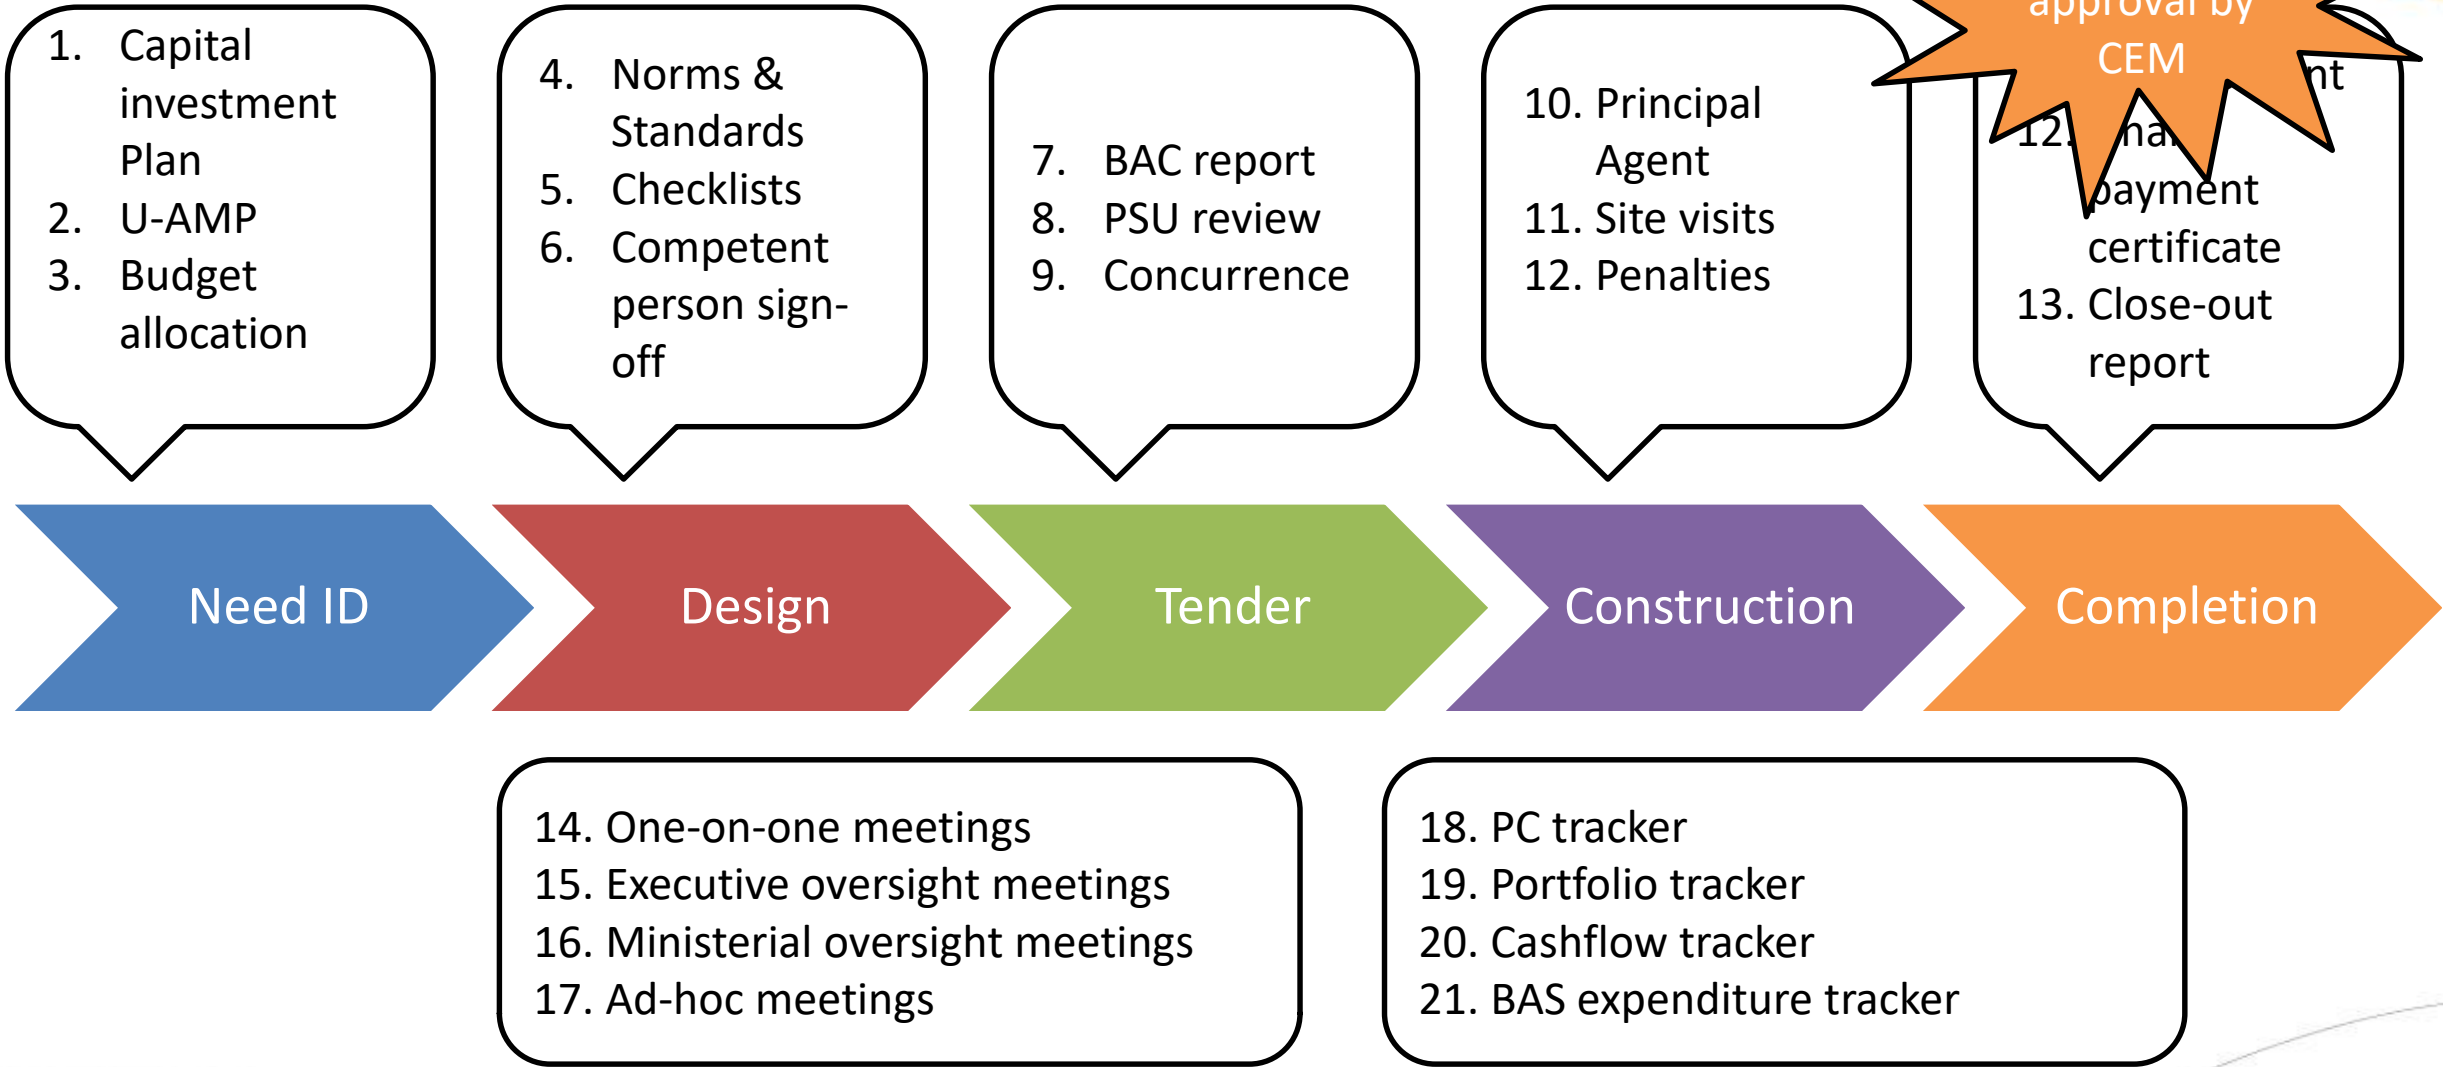 1. Capital
investment
Plan
2. U-AMP
3. Budget
allocation
4. Norms &
Standards
5. Checklists
6. Competent
person sign-
off
7. BAC report
8. PSU review
9. Concurrence
10. Principal
Agent
11. Site visits
12. Penalties
approval by
CEM
12.
payment
certificate
13. Close-out
report
Need ID
Design
Tender
Construction
Completion
14. One-on-one meetings
15. Executive oversight meetings
16. Ministerial oversight meetings
17. Ad-hoc meetings
18. PC tracker
19. Portfolio tracker
20. Cashflow tracker
21. BAS expenditure tracker